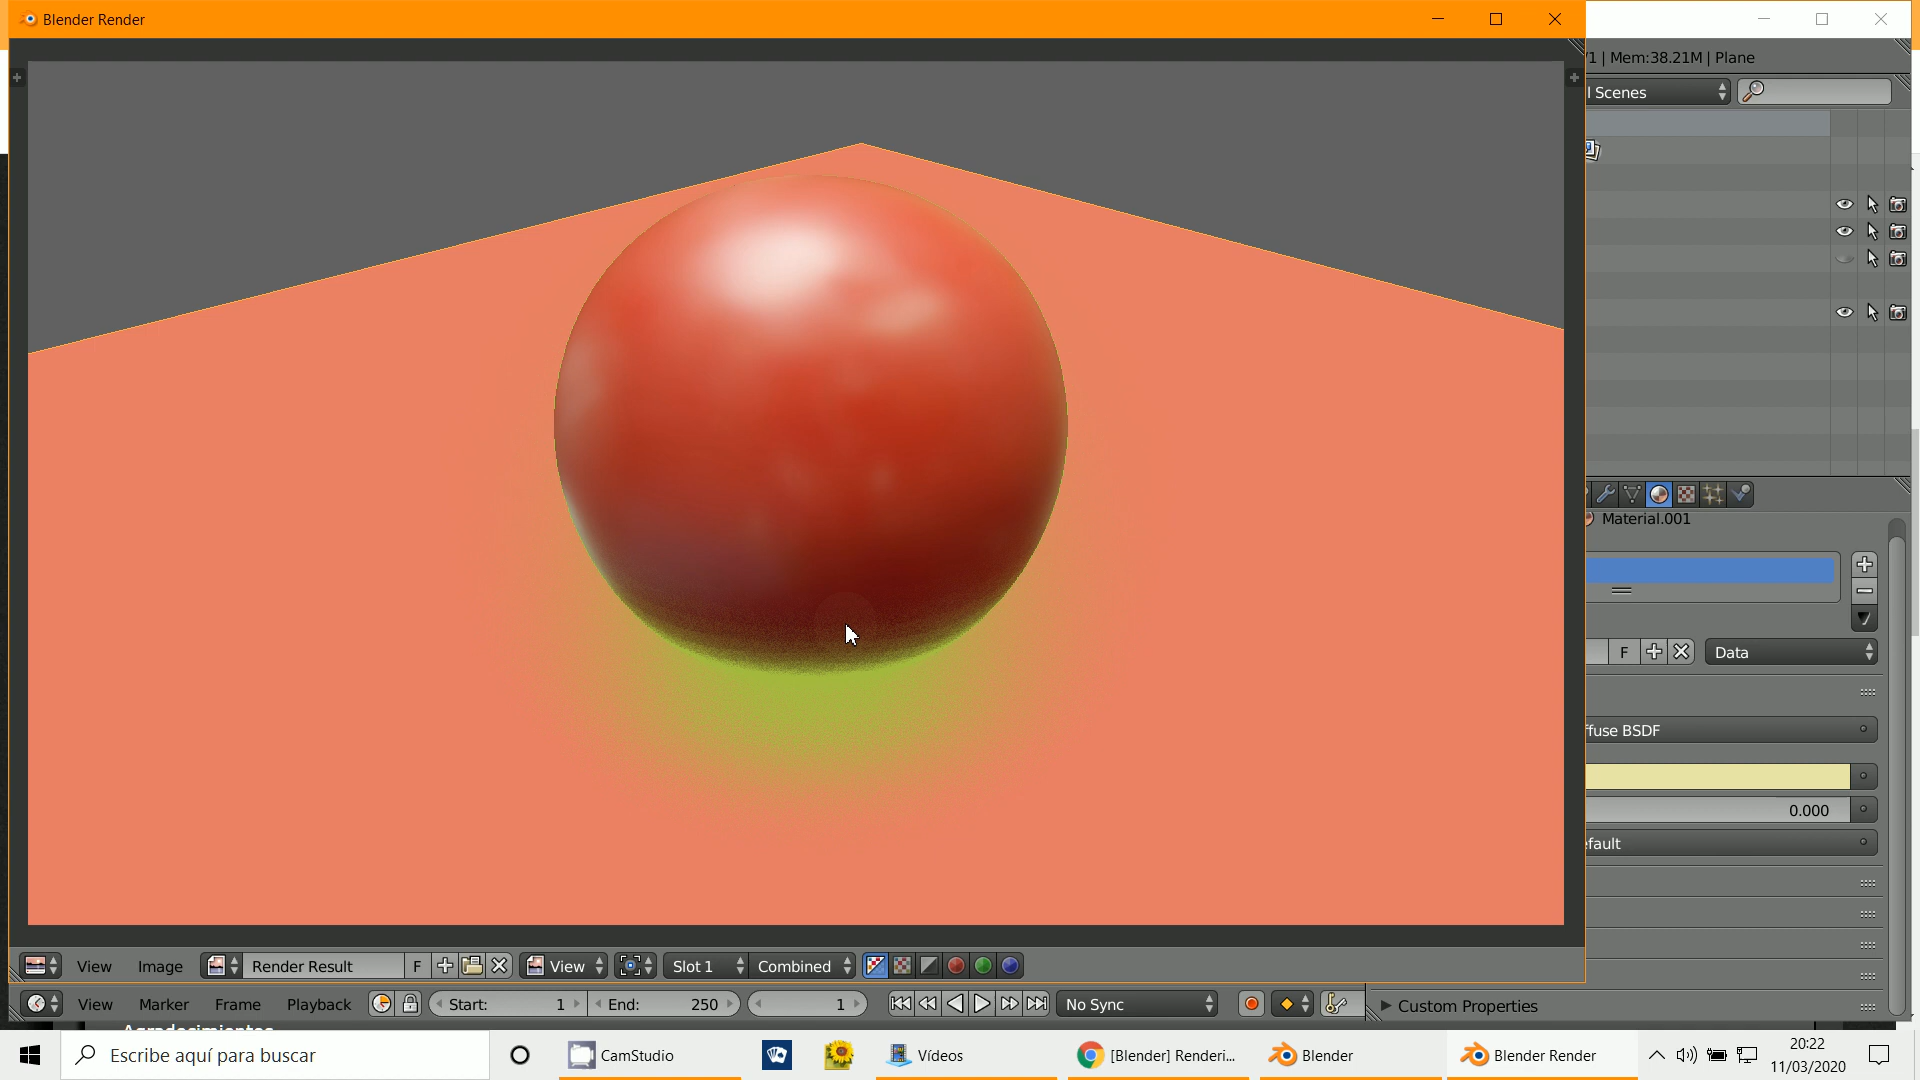 Blender Render
/1 | Mem:38.21M | Plane
l Scenes
Material.001
F
Data
ffuse BSDF
0.000
efault
View Image Render Result F View Slot 1 Combined
View Marker Frame Playback Start: 1 End: 250 1 No Sync
Custom Properties
Agradecimientos
Escribe aquí para buscar
CamStudio
Vídeos
[Blender] Renderi...
Blender
Blender Render
20:22
11/03/2020